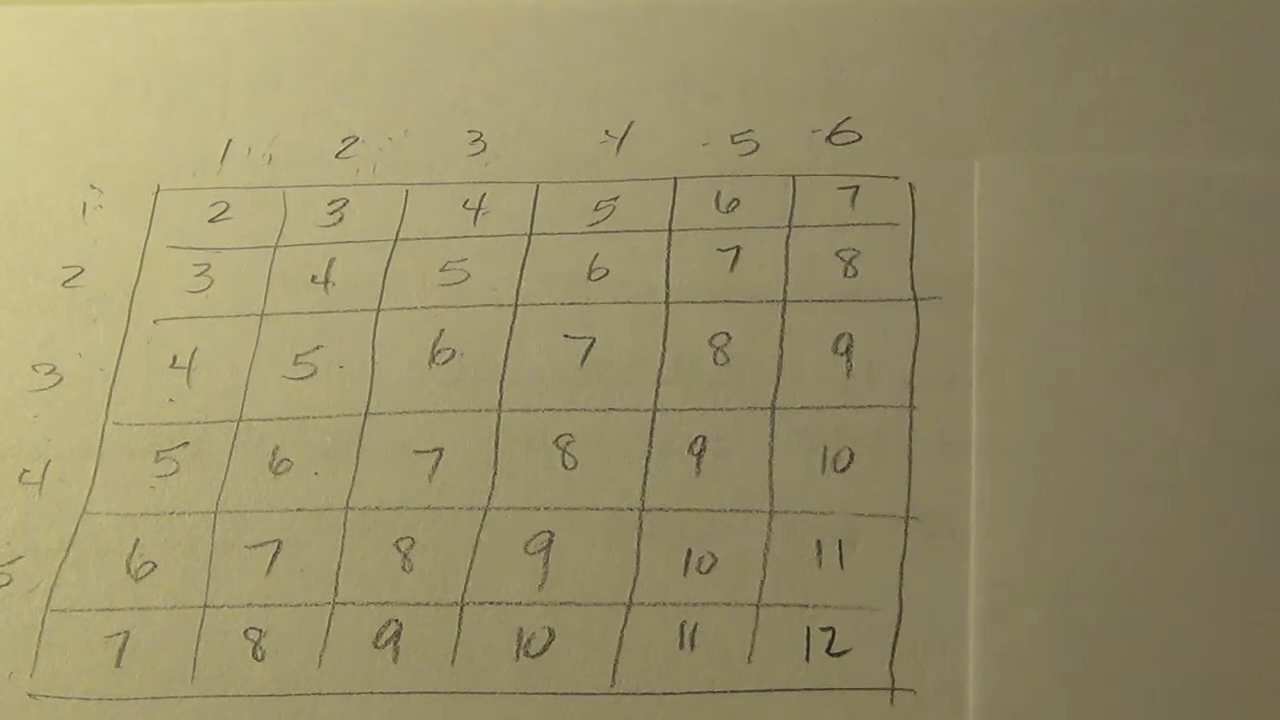 1 2 3 4 5 6
1 2 3 4 5 6 7
2 3 4 5 6 7 8
3 4 5 6 7 8 9
4 5 6 7 8 9 10
5 6 7 8 9 10 11
7 8 9 10 11 12